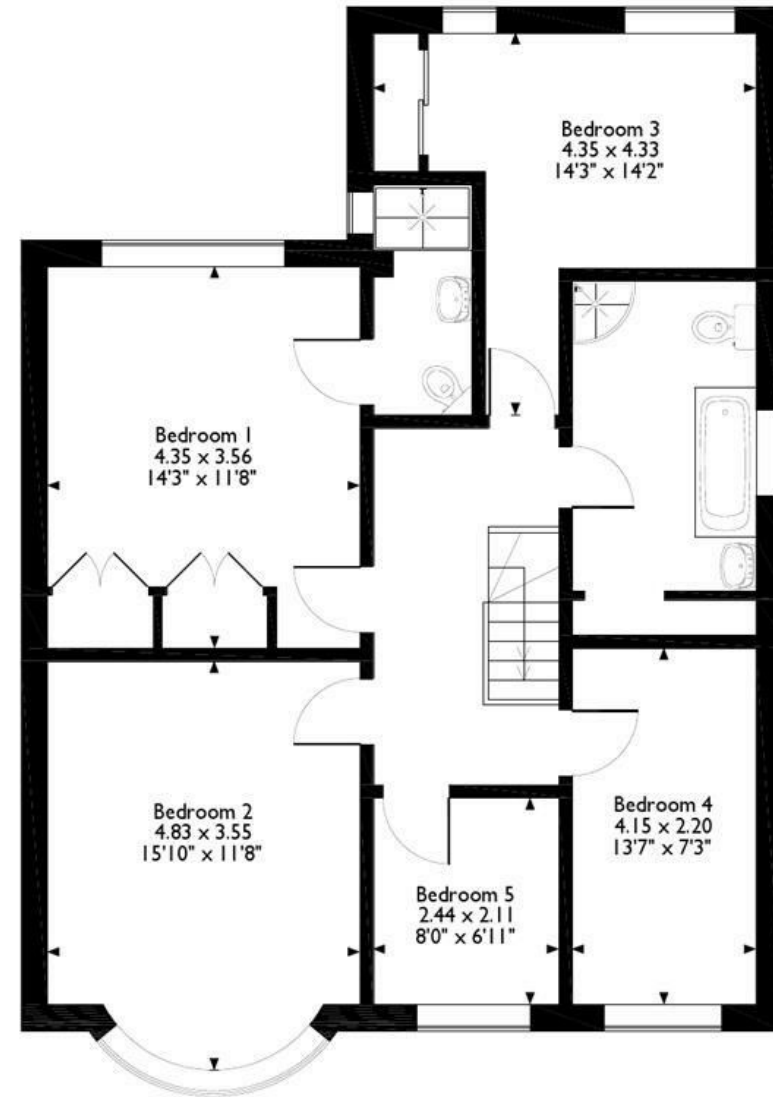 Bedroom 3
4.35 x 4.33
14'3" x 14'2"
Bedroom 1
4.35 x 3.56
14'3" x 11'8"
Bedroom 2
4.83 x 3.55
15'10" x 11'8"
Bedroom 4
4.15 x 2.20
13'7" x 7'3"
Bedroom 5
2.44 x 2.11
8'0" x 6'11"